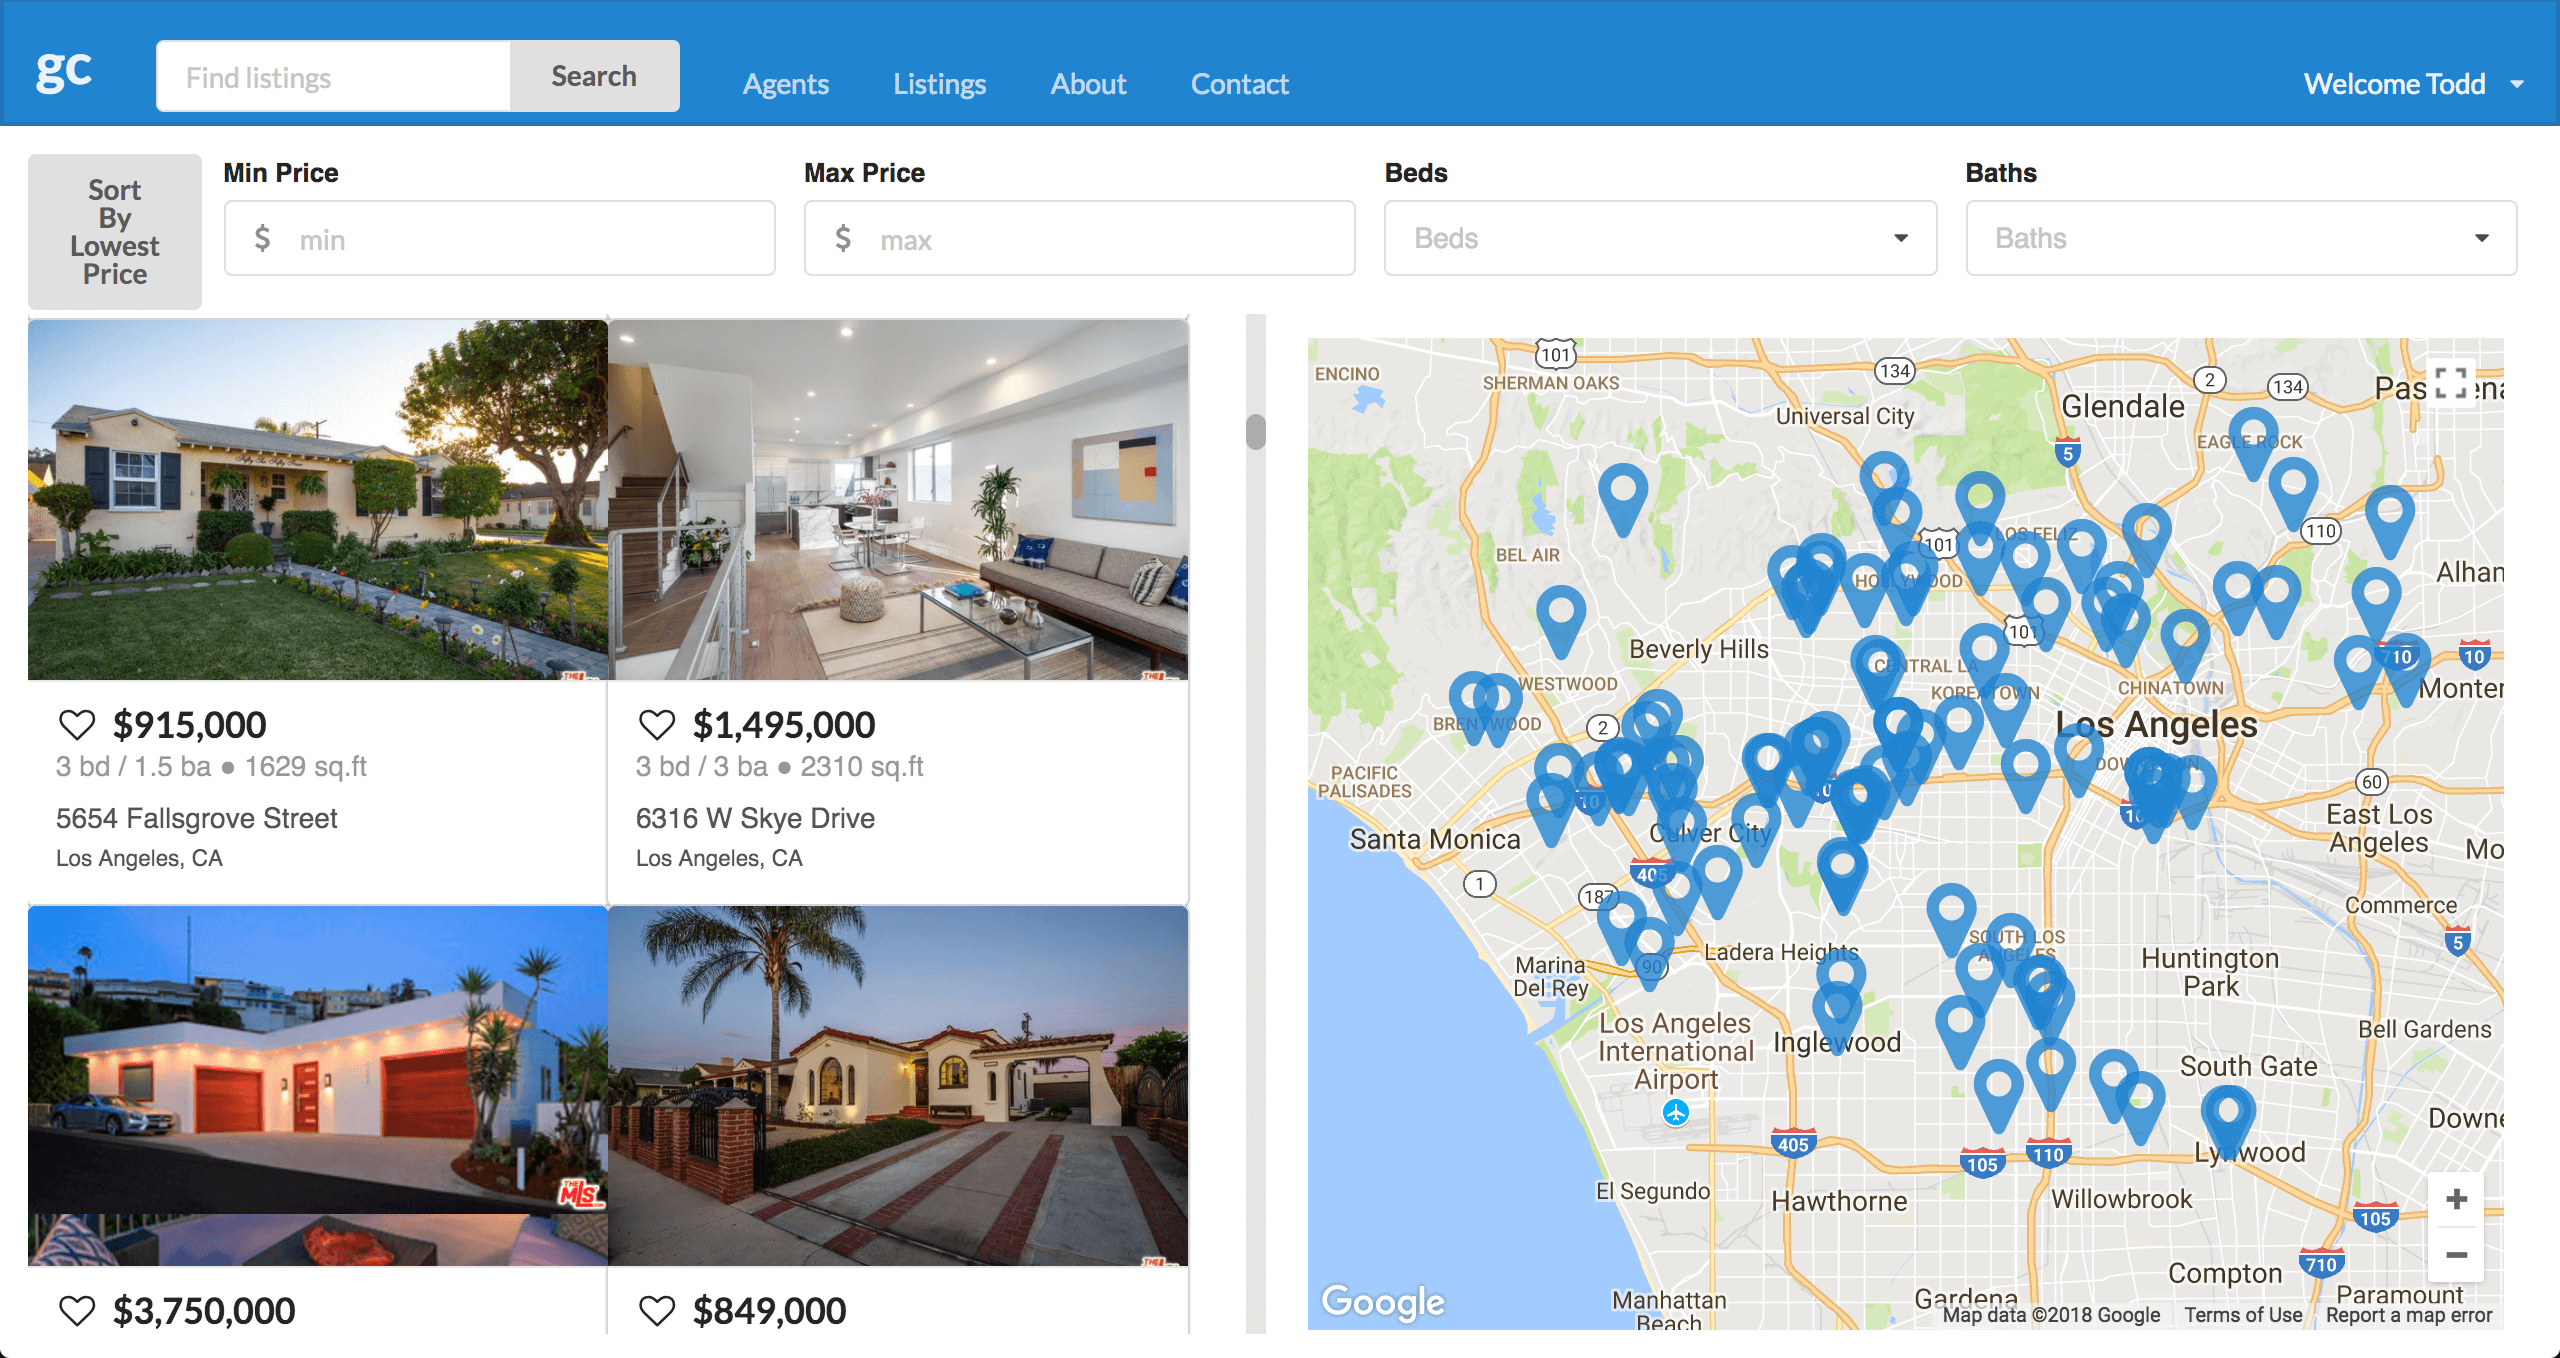 gc
Find listings
Search
Agents
Listings
About
Contact
Welcome Todd
Sort
By
Lowest
Price
Min Price
$ min
Max Price
$ max
Beds
Beds
Baths
Baths
$915,000
3 bd / 1.5 ba ● 1629 sq.ft
5654 Fallsgrove Street
Los Angeles, CA
$1,495,000
3 bd / 3 ba ● 2310 sq.ft
6316 W Skye Drive
Los Angeles, CA
THE
MLS
$3,750,000
$849,000
ENCINO
101
SHERMAN OAKS
134
Universal City
Glendale
2
134
5
EAGLE ROCK
110
BEL AIR
101
LOS FELIZ
HOLLYWOOD
Beverly Hills
101
710
10
CENTRAL LA
WESTWOOD
KOREATOWN
CHINATOWN
BRENTWOOD
2
Los Angeles
PACIFIC
PALISADES
10
60
East Los
Angeles
Santa Monica
Culver City
405
1
187
Commerce
SOUTH LOS
ANGELES
5
Ladera Heights
Marina
Del Rey
90
Huntington
Park
Los Angeles
International
Airport
Inglewood
Bell Gardens
South Gate
405
105
110
Lynwood
El Segundo
Hawthorne
Willowbrook
105
710
Compton
Paramount
Gardena
Manhattan
Beach
Google
Map data ©2018 Google
Terms of Use
Report a map error